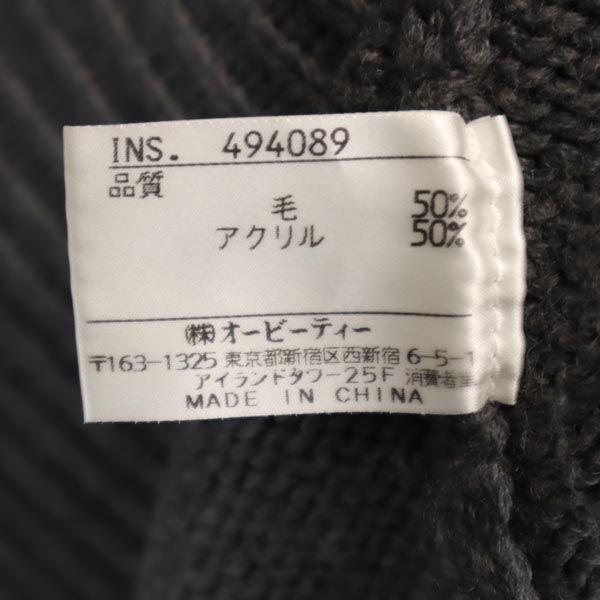 INS. 494089
品質
毛 50%
アクリル 50%
㈱オービーティー
〒163-1325 東京都新宿区西新宿 6-5-1
アイランドタワー25F 消費者
MADE IN CHINA